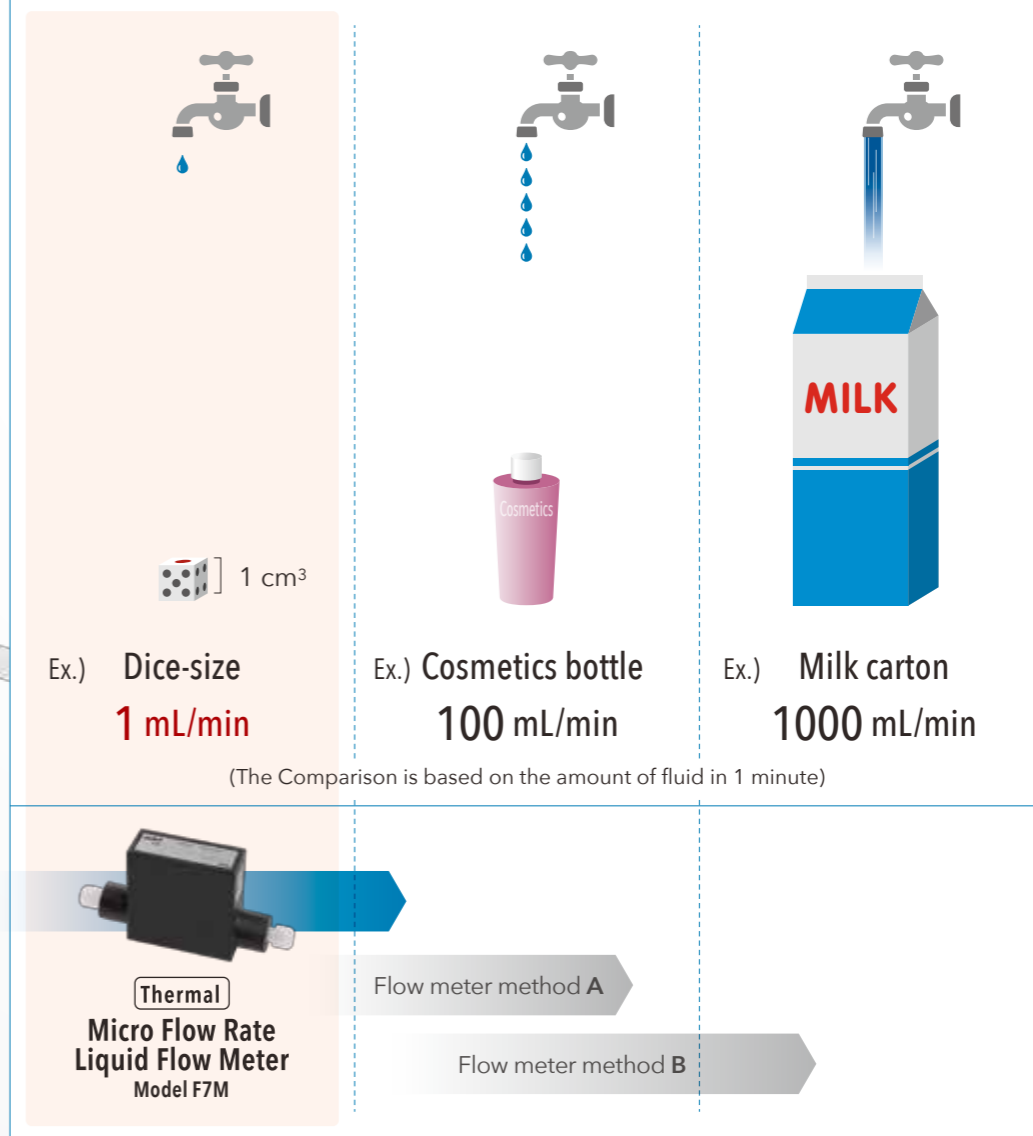 MILK
Cosmetics
1 cm³
Ex.) Dice-size
1 mL/min
Ex.) Cosmetics bottle
100 mL/min
Ex.) Milk carton
1000 mL/min
(The Comparison is based on the amount of fluid in 1 minute)
Thermal
Micro Flow Rate
Liquid Flow Meter
Model F7M
Flow meter method A
Flow meter method B